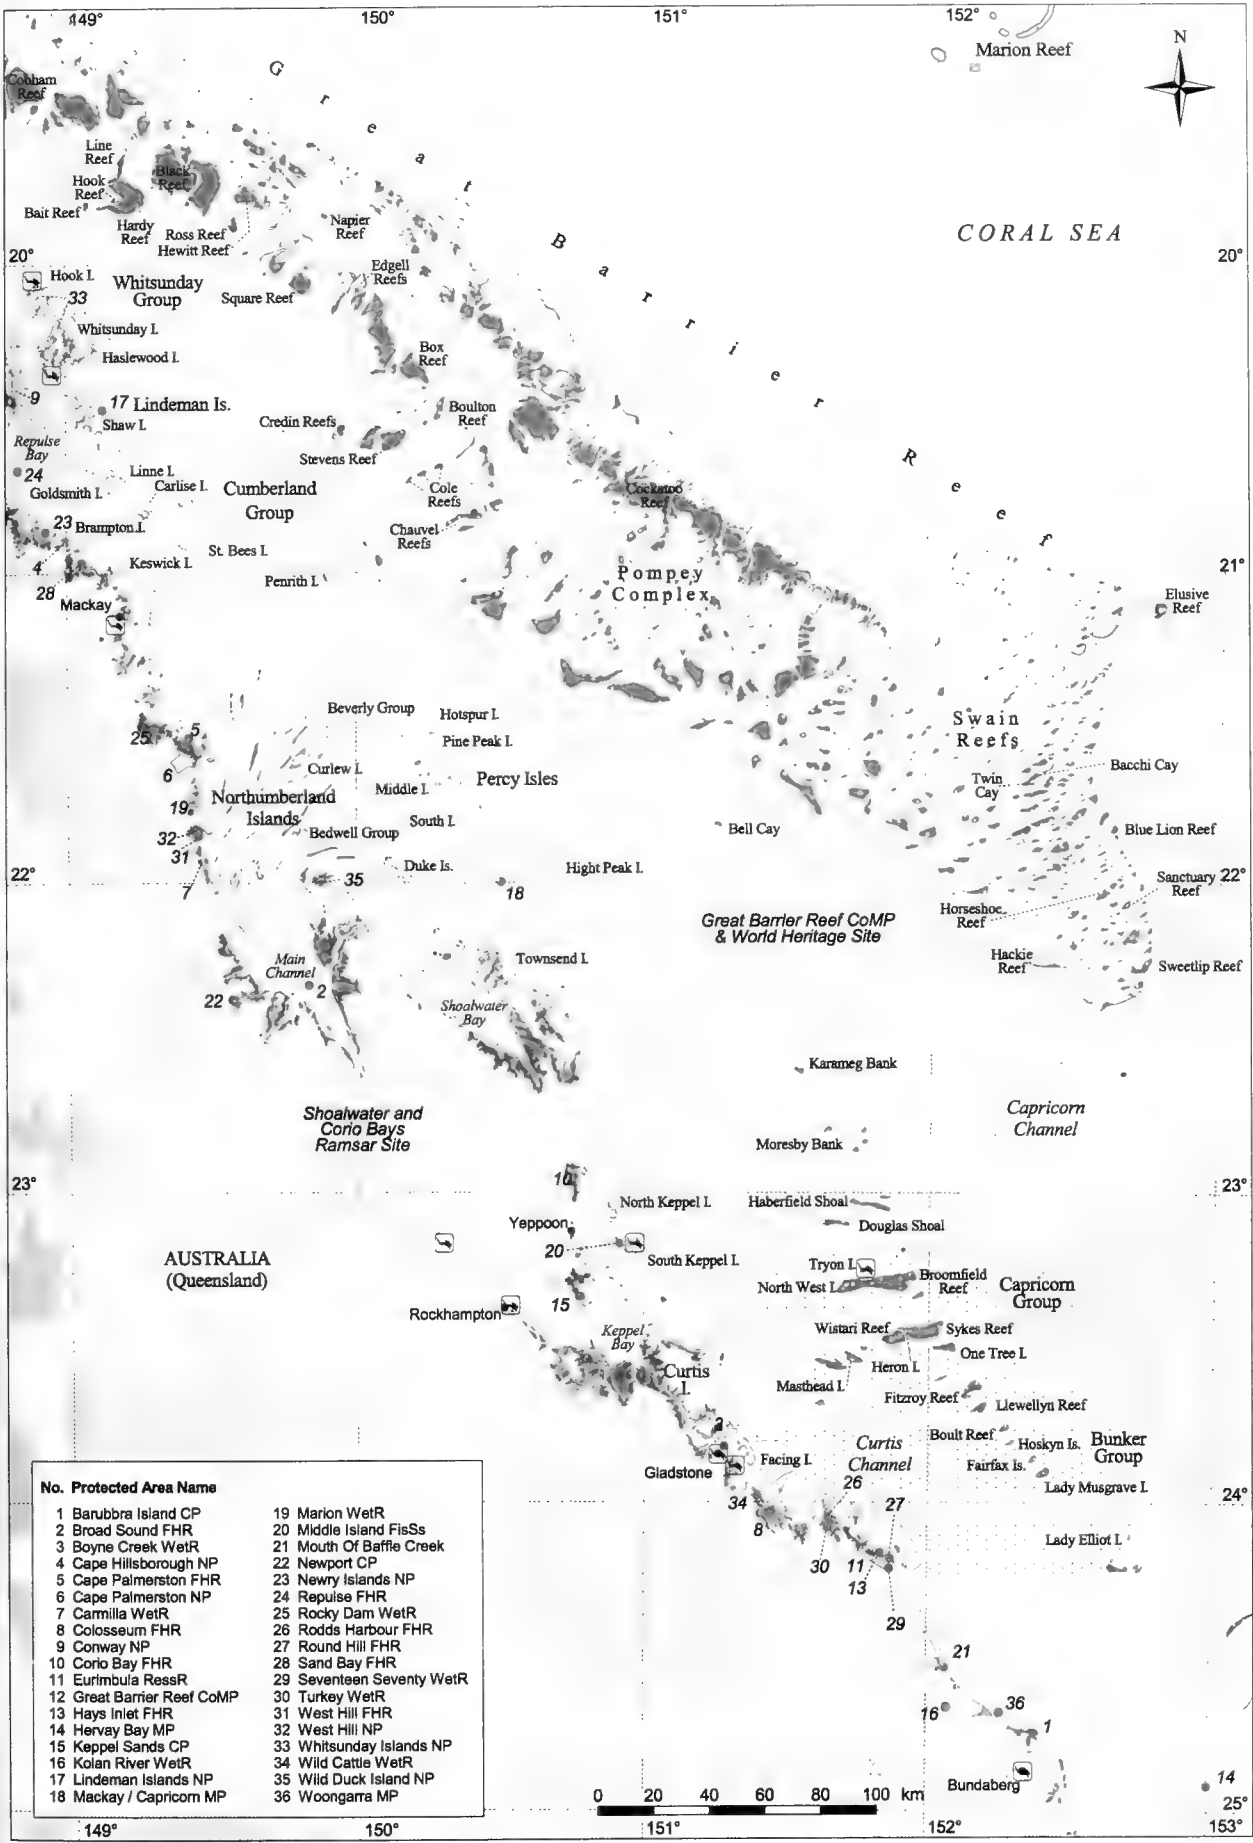 149°
150°
151°
152°
Marion Reef
N
Cobham
Reef
Great Barrier Reef
Line
Reef
Black
Reef
Hook
Reef
Bait Reef
Hardy
Reef
Ross Reef
Hewitt Reef
Napier
Reef
CORAL SEA
20°
20°
Hook I.
33
Whitsunday
Group
Square Reef
Edgell
Reefs
Whitsunday I.
Haslewood I.
Box
Reef
9
17 Lindeman Is.
Shaw I.
Credin Reefs
Boulton
Reef
Repulse
Bay
24
Stevens Reef
Linne I.
Goldsmith I.
Carlise I.
Cumberland
Group
Cole
Reefs
Cockatoo
Reef
23
Brampton I.
Chauvel
Reefs
St. Bees I.
Keswick I.
4
28
Penrith I.
Pompey
Complex
21°
Mackay
Elusive
Reef
Beverly Group
Hotspur I.
5
25
Pine Peak I.
Swain
Reefs
6
Curlew I.
Percy Isles
Bacchi Cay
Twin
Cay
Middle I.
19
Northumberland
Islands
South I.
Bell Cay
Blue Lion Reef
32
Bedwell Group
31
Duke Is.
Hight Peak I.
22°
7
35
18
Sanctuary
Reef
22°
Horseshoe
Reef
Great Barrier Reef CoMP
& World Heritage Site
Main
Channel
Townsend I.
Hackie
Reef
Sweetlip Reef
22
2
Shoalwater
Bay
Karameg Bank
Shoalwater and
Corio Bays
Ramsar Site
Capricorn
Channel
Moresby Bank
23°
10
23°
North Keppel I.
Haberfield Shoal
Yeppoon
Douglas Shoal
20
AUSTRALIA
(Queensland)
South Keppel I.
Tryon I.
North West I.
Broomfield
Reef
Capricorn
Group
15
Rockhampton
Keppel
Bay
Wistari Reef
Sykes Reef
One Tree I.
Heron I.
Curtis
I.
Masthead I.
Fitzroy Reef
Llewellyn Reef
3
Boult Reef
Curtis
Channel
Hoskyn Is.
Bunker
Group
Facing I.
Fairfax Is.
Gladstone
26
Lady Musgrave I.
34
27
24°
8
Lady Elliot I.
30
11
13
29
21
16
36
1
Bundaberg
14
25°
No. Protected Area Name
1 Barubbra Island CP
2 Broad Sound FHR
3 Boyne Creek WetR
4 Cape Hillsborough NP
5 Cape Palmerston FHR
6 Cape Palmerston NP
7 Carmilla WetR
8 Colosseum FHR
9 Conway NP
10 Corio Bay FHR
11 Eurimbula RessR
12 Great Barrier Reef CoMP
13 Hays Inlet FHR
14 Hervay Bay MP
15 Keppel Sands CP
16 Kolan River WetR
17 Lindeman Islands NP
18 Mackay / Capricorn MP
19 Marion WetR
20 Middle Island FisSs
21 Mouth Of Baffle Creek
22 Newport CP
23 Newry Islands NP
24 Repulse FHR
25 Rocky Dam WetR
26 Rodds Harbour FHR
27 Round Hill FHR
28 Sand Bay FHR
29 Seventeen Seventy WetR
30 Turkey WetR
31 West Hill FHR
32 West Hill NP
33 Whitsunday Islands NP
34 Wild Cattle WetR
35 Wild Duck Island NP
36 Woongarra MP
0 20 40 60 80 100 km
149°
150°
151°
152°
153°